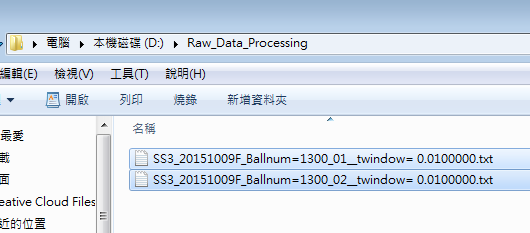 電腦 ▸ 本機磁碟 (D:) ▸ Raw_Data_Processing
編輯(E) 檢視(V) 工具(T) 說明(H)
開啟 列印 燒錄 新增資料夾
最愛
載
面
eative Cloud Files
近的位置
名稱
SS3_20151009F_Ballnum=1300_01__twindow= 0.0100000.txt
SS3_20151009F_Ballnum=1300_02__twindow= 0.0100000.txt